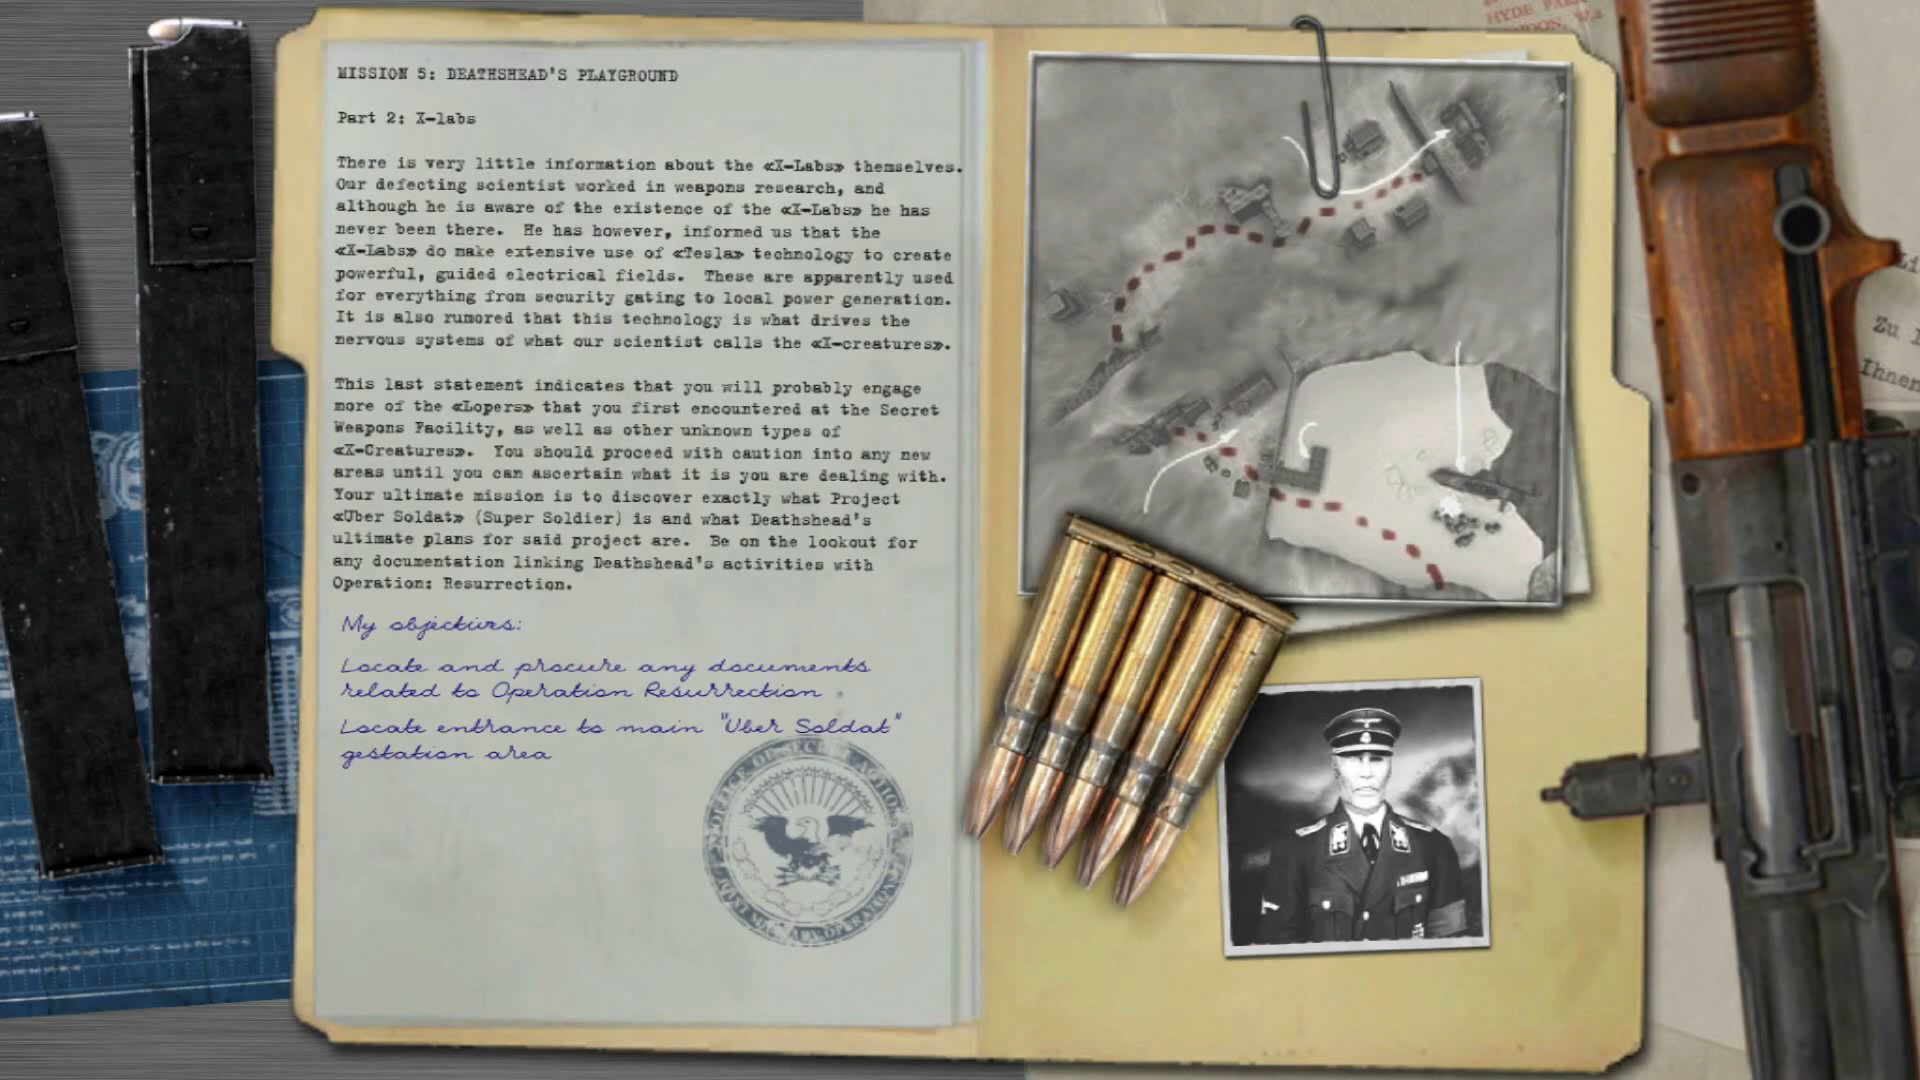 MISSION 5: DEATHSHEAD'S PLAYGROUND
Part 2: X-labs
There is very little information about the «X-Labs» themselves.
Our defecting scientist worked in weapons research, and
although he is aware of the existence of the «X-Labs» he has
never been there. He has however, informed us that the
«X-Labs» do make extensive use of «Tesla» technology to create
powerful, guided electrical fields. These are apparently used
for everything from security gating to local power generation.
It is also rumored that this technology is what drives the
nervous systems of what our scientist calls the «X-creatures».
This last statement indicates that you will probably engage
more of the «Lopers» that you first encountered at the Secret
Weapons Facility, as well as other unknown types of
«X-Creatures». You should proceed with caution into any new
areas until you can ascertain what it is you are dealing with.
Your ultimate mission is to discover exactly what Project
«Uber Soldat» (Super Soldier) is and what Deathshead's
ultimate plans for said project are. Be on the lookout for
any documentation linking Deathshead's activities with
Operation: Resurrection.
My objectives:
Locate and procure any documents
related to Operation Resurrection
Locate entrance to main "Uber Soldat"
gestation area
OFFICE OF SECRET ACTIONS
HYDE PARK
Zu
Ihnen